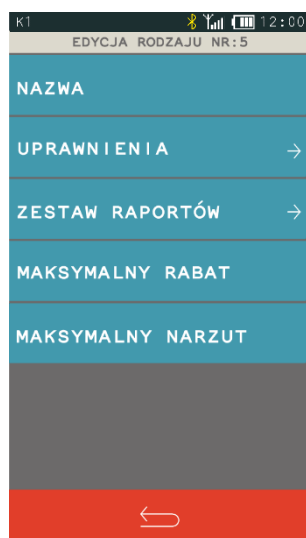 K1 12:00
EDYCJA RODZAJU NR:5
NAZWA
UPRAWNIENIA
ZESTAW RAPORTÓW
MAKSYMALNY RABAT
MAKSYMALNY NARZUT